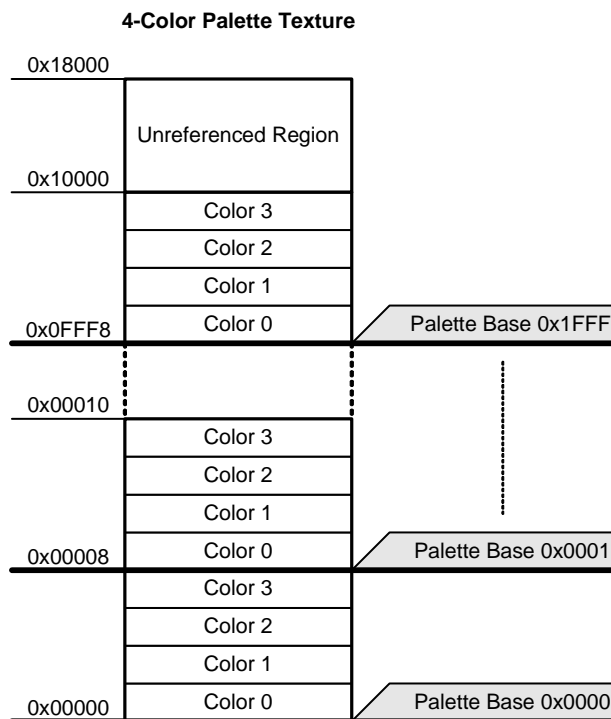 4-Color Palette Texture
0x18000
Unreferenced Region
0x10000
Color 3
Color 2
Color 1
Color 0
0x0FFF8
Palette Base 0x1FFF
0x00010
Color 3
Color 2
Color 1
Color 0
0x00008
Palette Base 0x0001
Color 3
Color 2
Color 1
Color 0
0x00000
Palette Base 0x0000